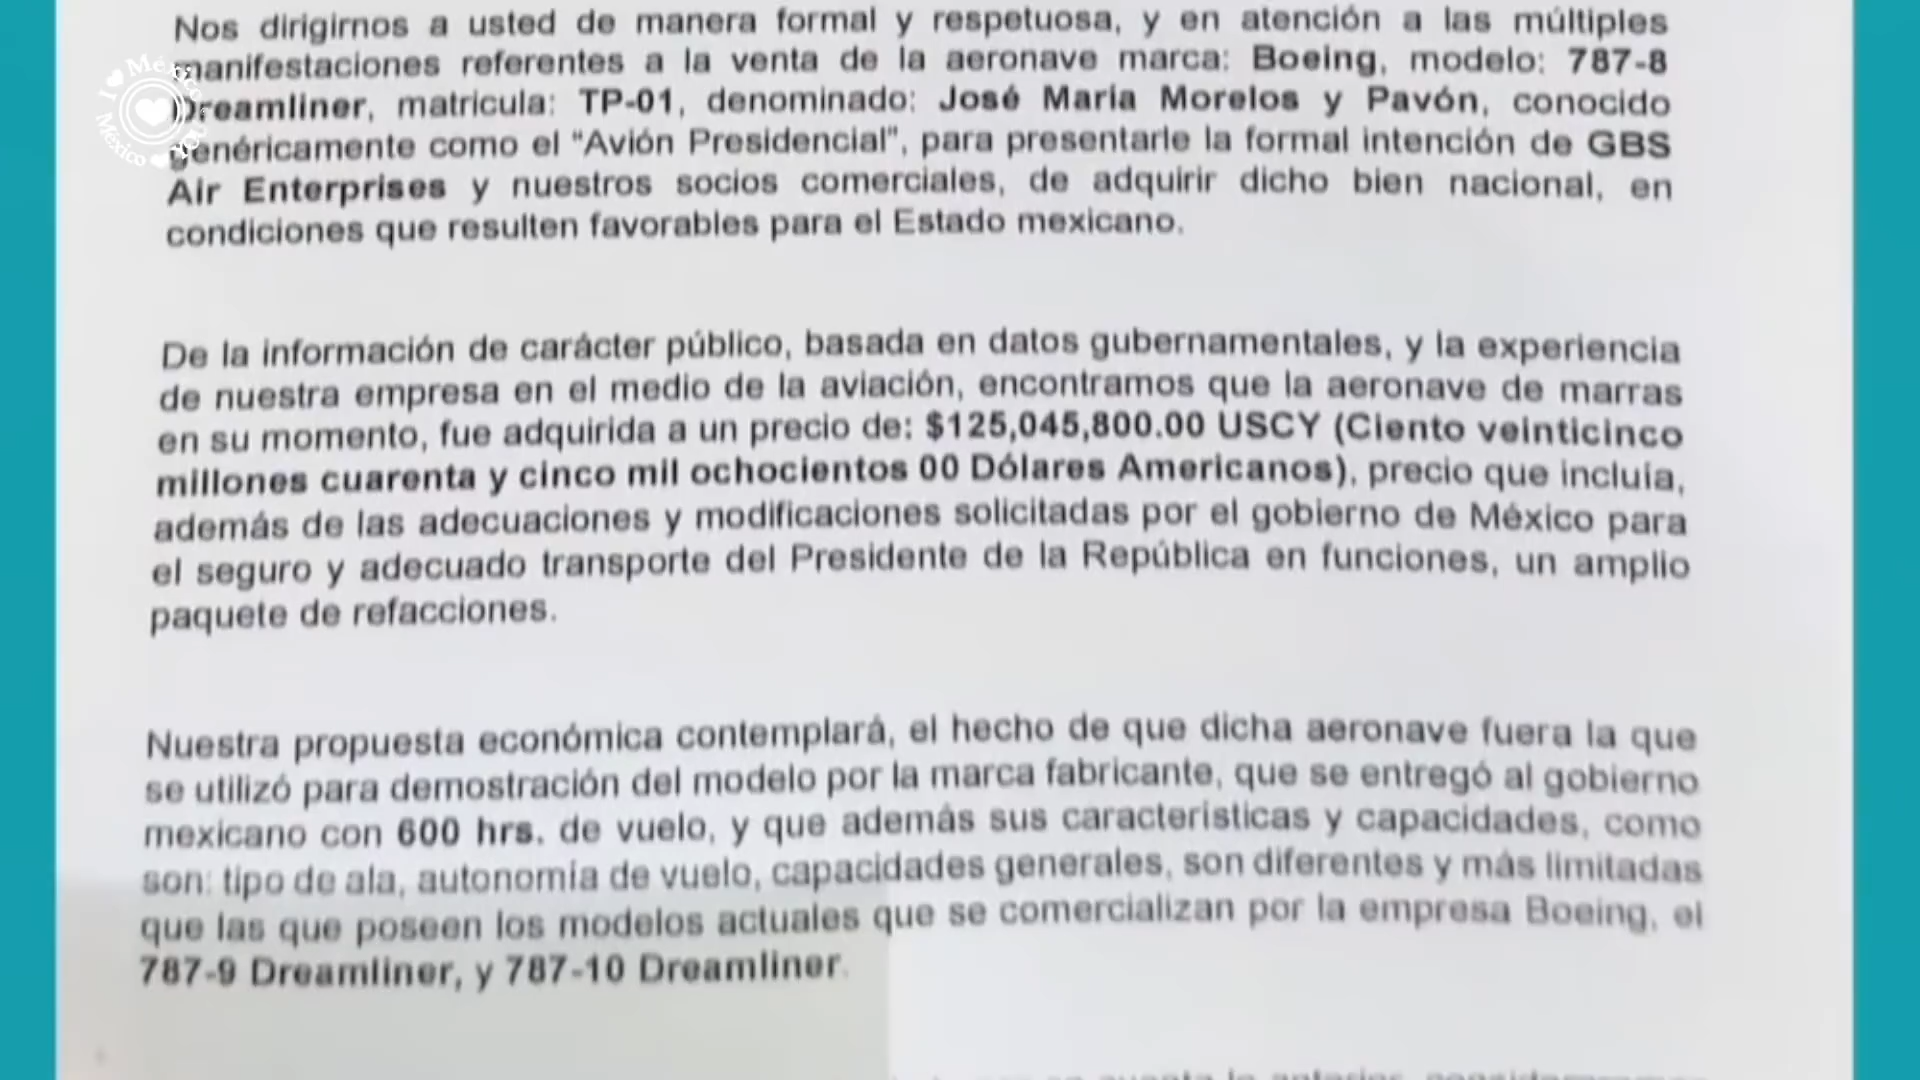 Nos dirigirnos a usted de manera formal y respetuosa, y en atención a las múltiples
manifestaciones referentes a la venta de la aeronave marca: Boeing, modelo: 787-8
Dreamliner, matricula: TP-01, denominado: José María Morelos y Pavón, conocido
genéricamente como el "Avión Presidencial", para presentarle la formal intención de GBS
Air Enterprises y nuestros socios comerciales, de adquirir dicho bien nacional, en
condiciones que resulten favorables para el Estado mexicano.
De la información de carácter público, basada en datos gubernamentales, y la experiencia
de nuestra empresa en el medio de la aviación, encontramos que la aeronave de marras
en su momento, fue adquirida a un precio de: $125,045,800.00 USCY (Ciento veinticinco
millones cuarenta y cinco mil ochocientos 00 Dólares Americanos), precio que incluía,
además de las adecuaciones y modificaciones solicitadas por el gobierno de México para
el seguro y adecuado transporte del Presidente de la República en funciones, un amplio
paquete de refacciones.
Nuestra propuesta económica contemplará, el hecho de que dicha aeronave fuera la que
se utilizó para demostración del modelo por la marca fabricante, que se entregó al gobierno
mexicano con 600 hrs. de vuelo, y que además sus características y capacidades, como
son: tipo de ala, autonomía de vuelo, capacidades generales, son diferentes y más limitadas
que las que poseen los modelos actuales que se comercializan por la empresa Boeing, el
787-9 Dreamliner, y 787-10 Dreamliner.
I México
México YOU